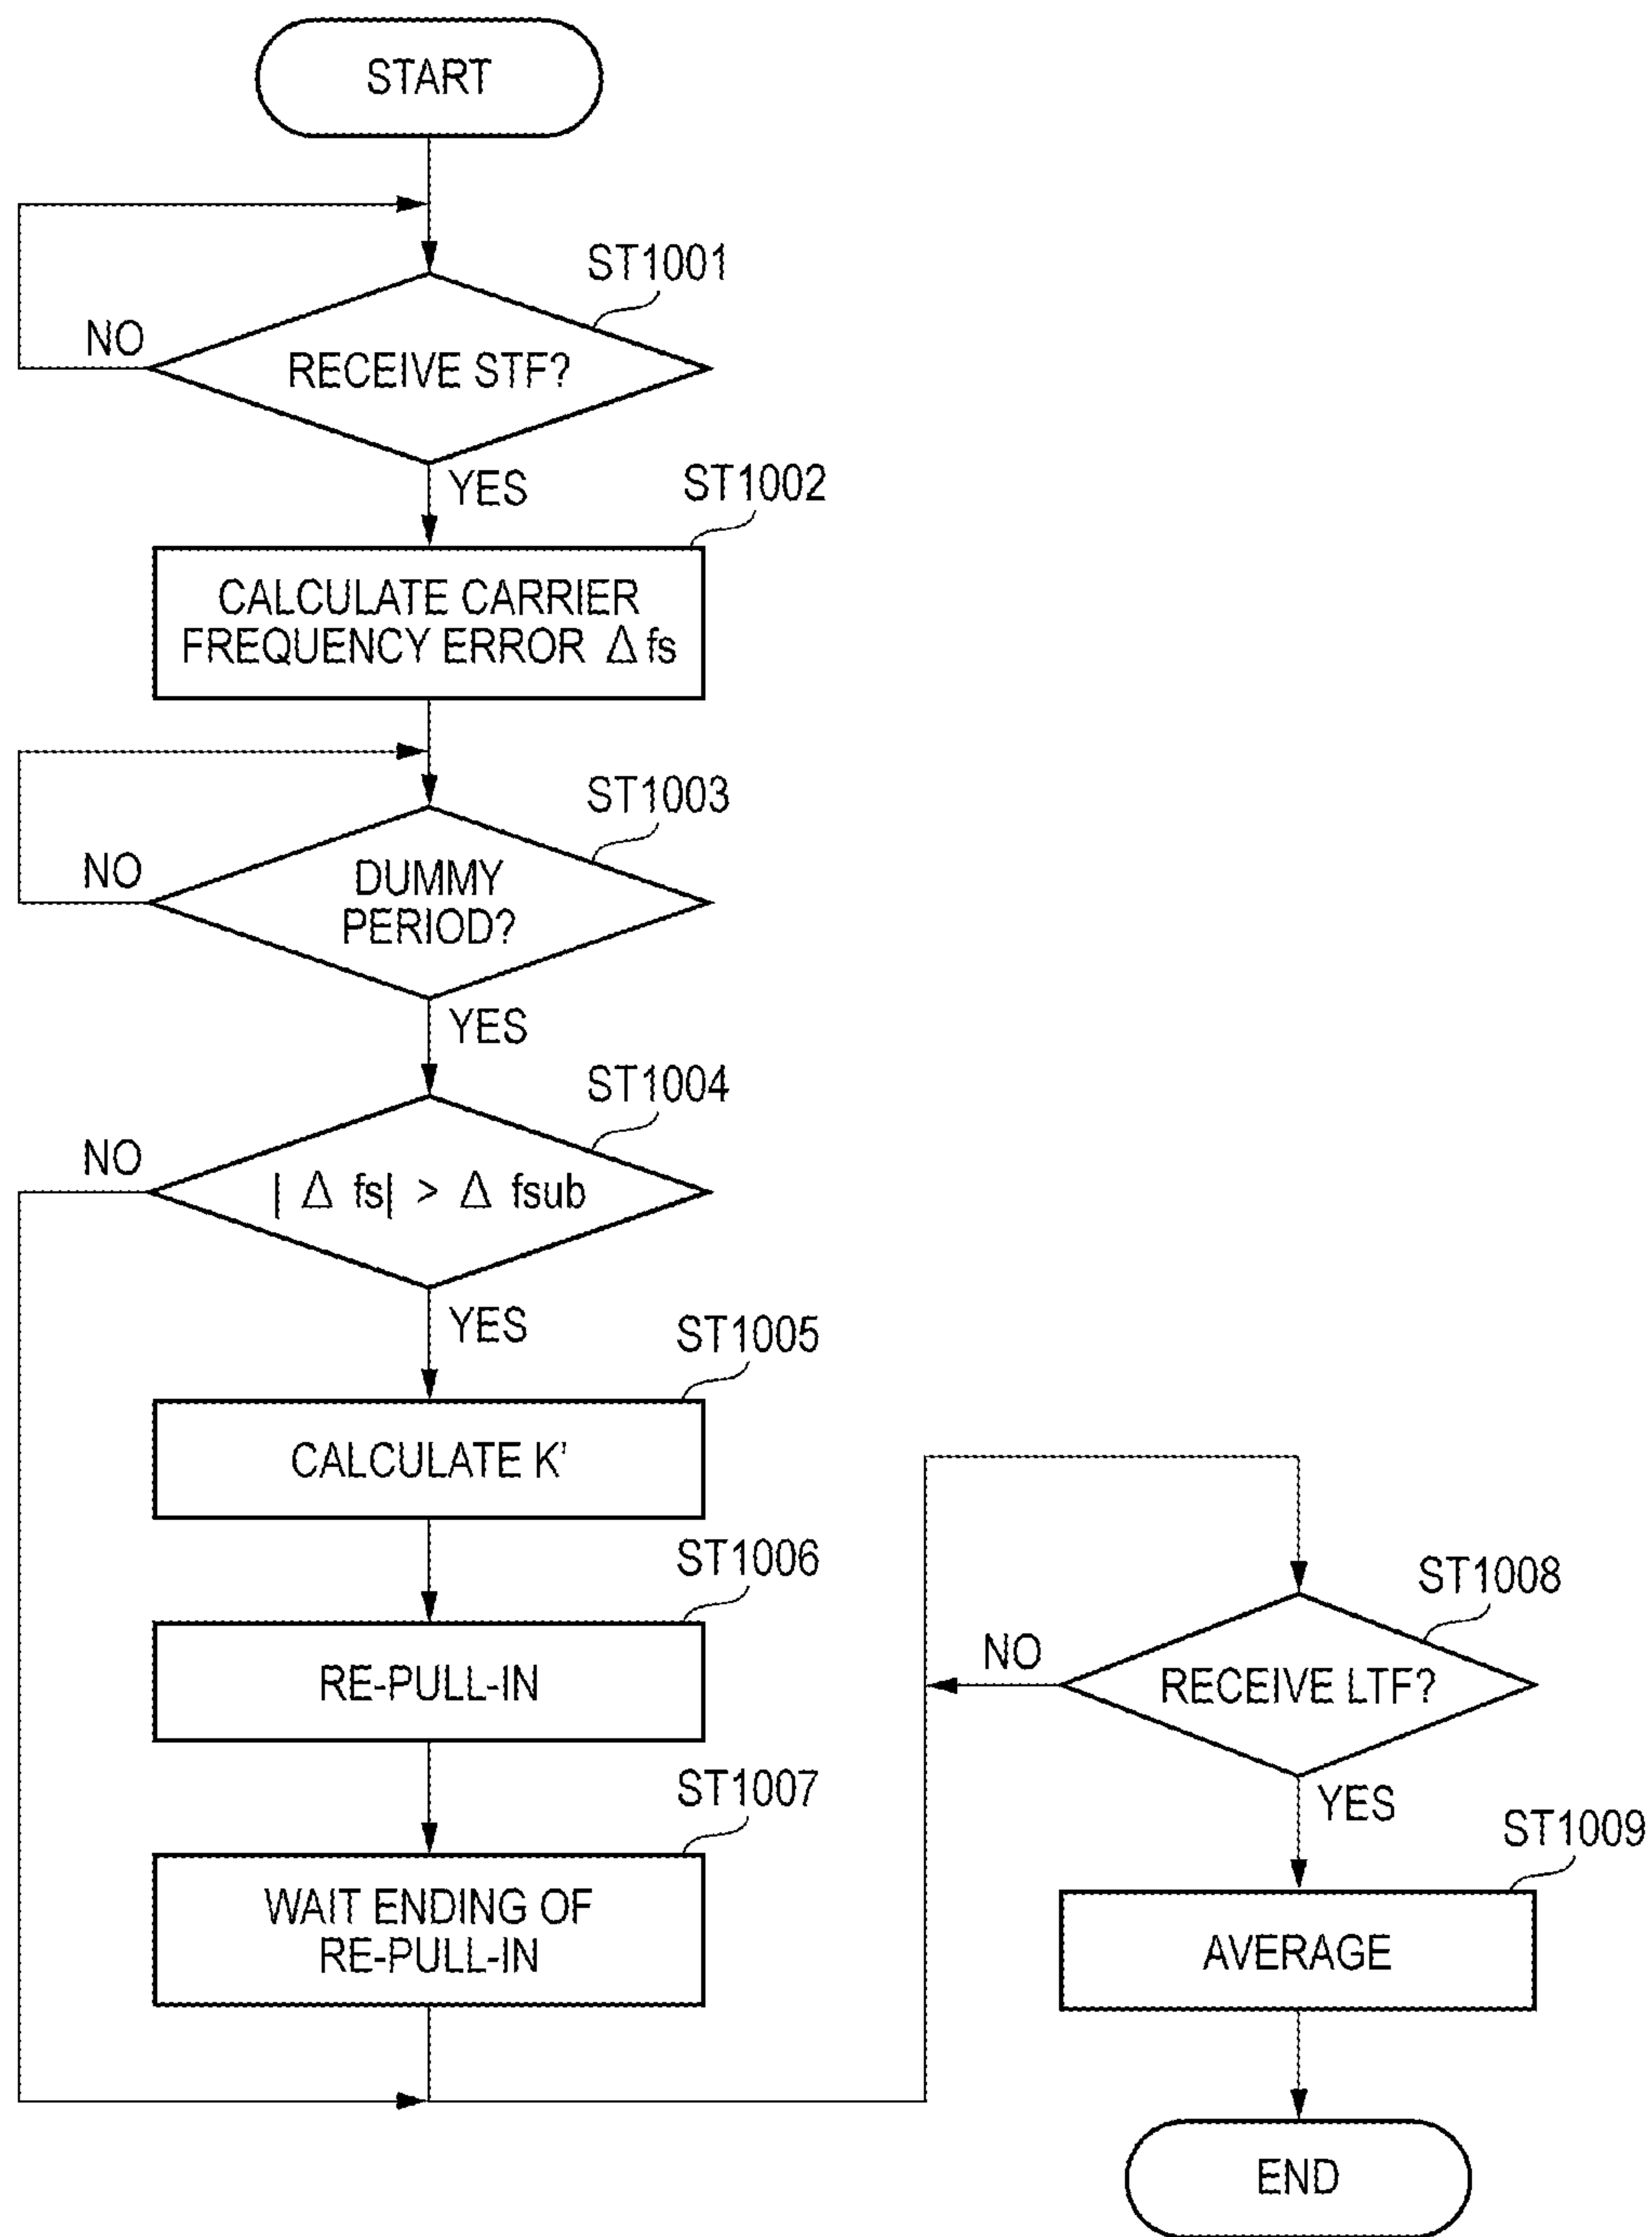 START
ST1001
NO
RECEIVE STF?
YES
ST1002
CALCULATE CARRIER
FREQUENCY ERROR Δ fs
ST1003
NO
DUMMY
PERIOD?
YES
ST1004
NO
| Δ fs| > Δ fsub
YES
ST1005
CALCULATE K'
ST1006
RE-PULL-IN
ST1007
WAIT ENDING OF
RE-PULL-IN
ST1008
NO
RECEIVE LTF?
YES
ST1009
AVERAGE
END